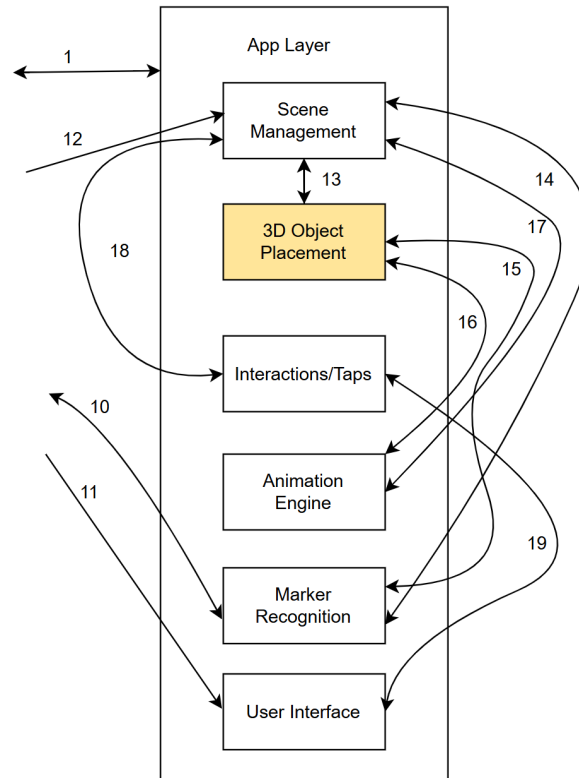 App Layer
1
Scene
Management
12
13
14
17
3D Object
Placement
18
15
16
Interactions/Taps
10
11
Animation
Engine
19
Marker
Recognition
User Interface